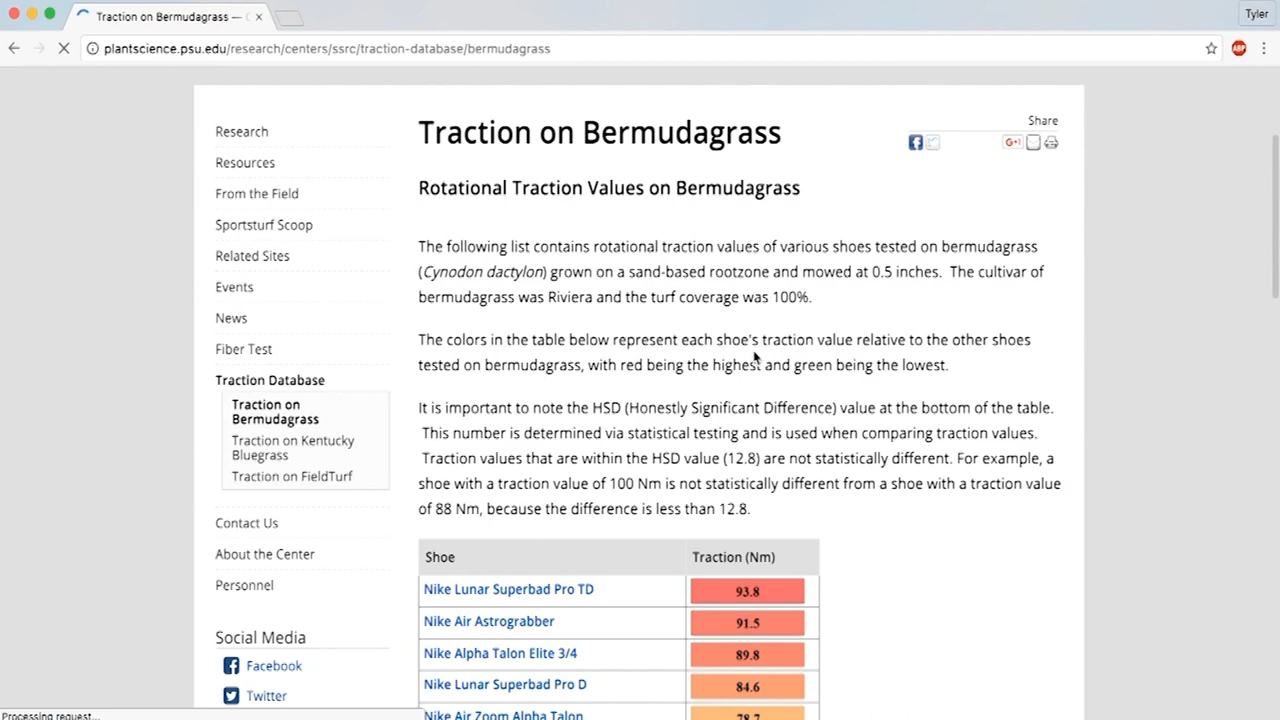 Traction on Bermudagrass —
Tyler
plantscience.psu.edu/research/centers/ssrc/traction-database/bermudagrass
ABP
Research
Resources
From the Field
Sportsturf Scoop
Related Sites
Events
News
Fiber Test
Traction Database
Traction on
Bermudagrass
Traction on Kentucky
Bluegrass
Traction on FieldTurf
Contact Us
About the Center
Personnel
Social Media
Facebook
Twitter
Traction on Bermudagrass
Share
G+1
Rotational Traction Values on Bermudagrass
The following list contains rotational traction values of various shoes tested on bermudagrass
(Cynodon dactylon) grown on a sand-based rootzone and mowed at 0.5 inches.  The cultivar of
bermudagrass was Riviera and the turf coverage was 100%.
The colors in the table below represent each shoe's traction value relative to the other shoes
tested on bermudagrass, with red being the highest and green being the lowest.
It is important to note the HSD (Honestly Significant Difference) value at the bottom of the table.
This number is determined via statistical testing and is used when comparing traction values.
Traction values that are within the HSD value (12.8) are not statistically different. For example, a
shoe with a traction value of 100 Nm is not statistically different from a shoe with a traction value
of 88 Nm, because the difference is less than 12.8.
Shoe Traction (Nm)
Nike Lunar Superbad Pro TD 93.8
Nike Air Astrograbber 91.5
Nike Alpha Talon Elite 3/4 89.8
Nike Lunar Superbad Pro D 84.6
Nike Air Zoom Alpha Talon 78.7
Processing request...